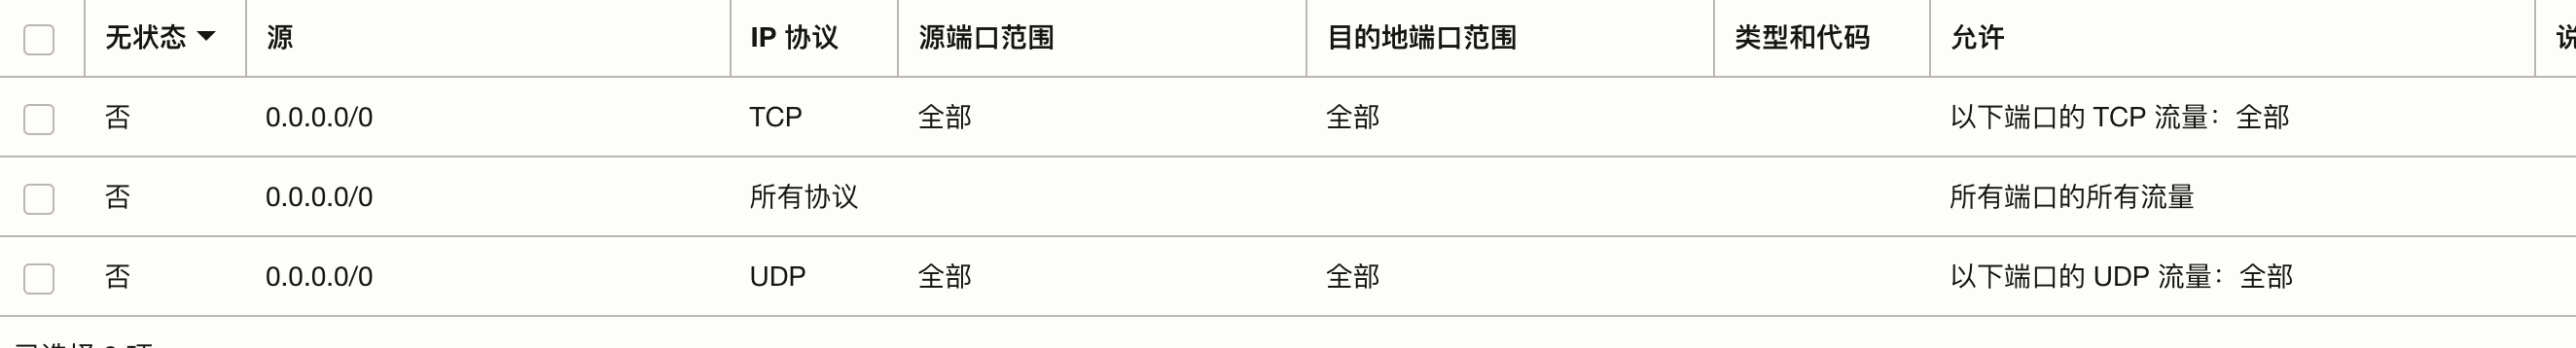 无状态 源 IP 协议 源端口范围 目的地端口范围 类型和代码 允许
否 0.0.0.0/0 TCP 全部 全部 以下端口的 TCP 流量：全部
否 0.0.0.0/0 所有协议 所有端口的所有流量
否 0.0.0.0/0 UDP 全部 全部 以下端口的 UDP 流量：全部